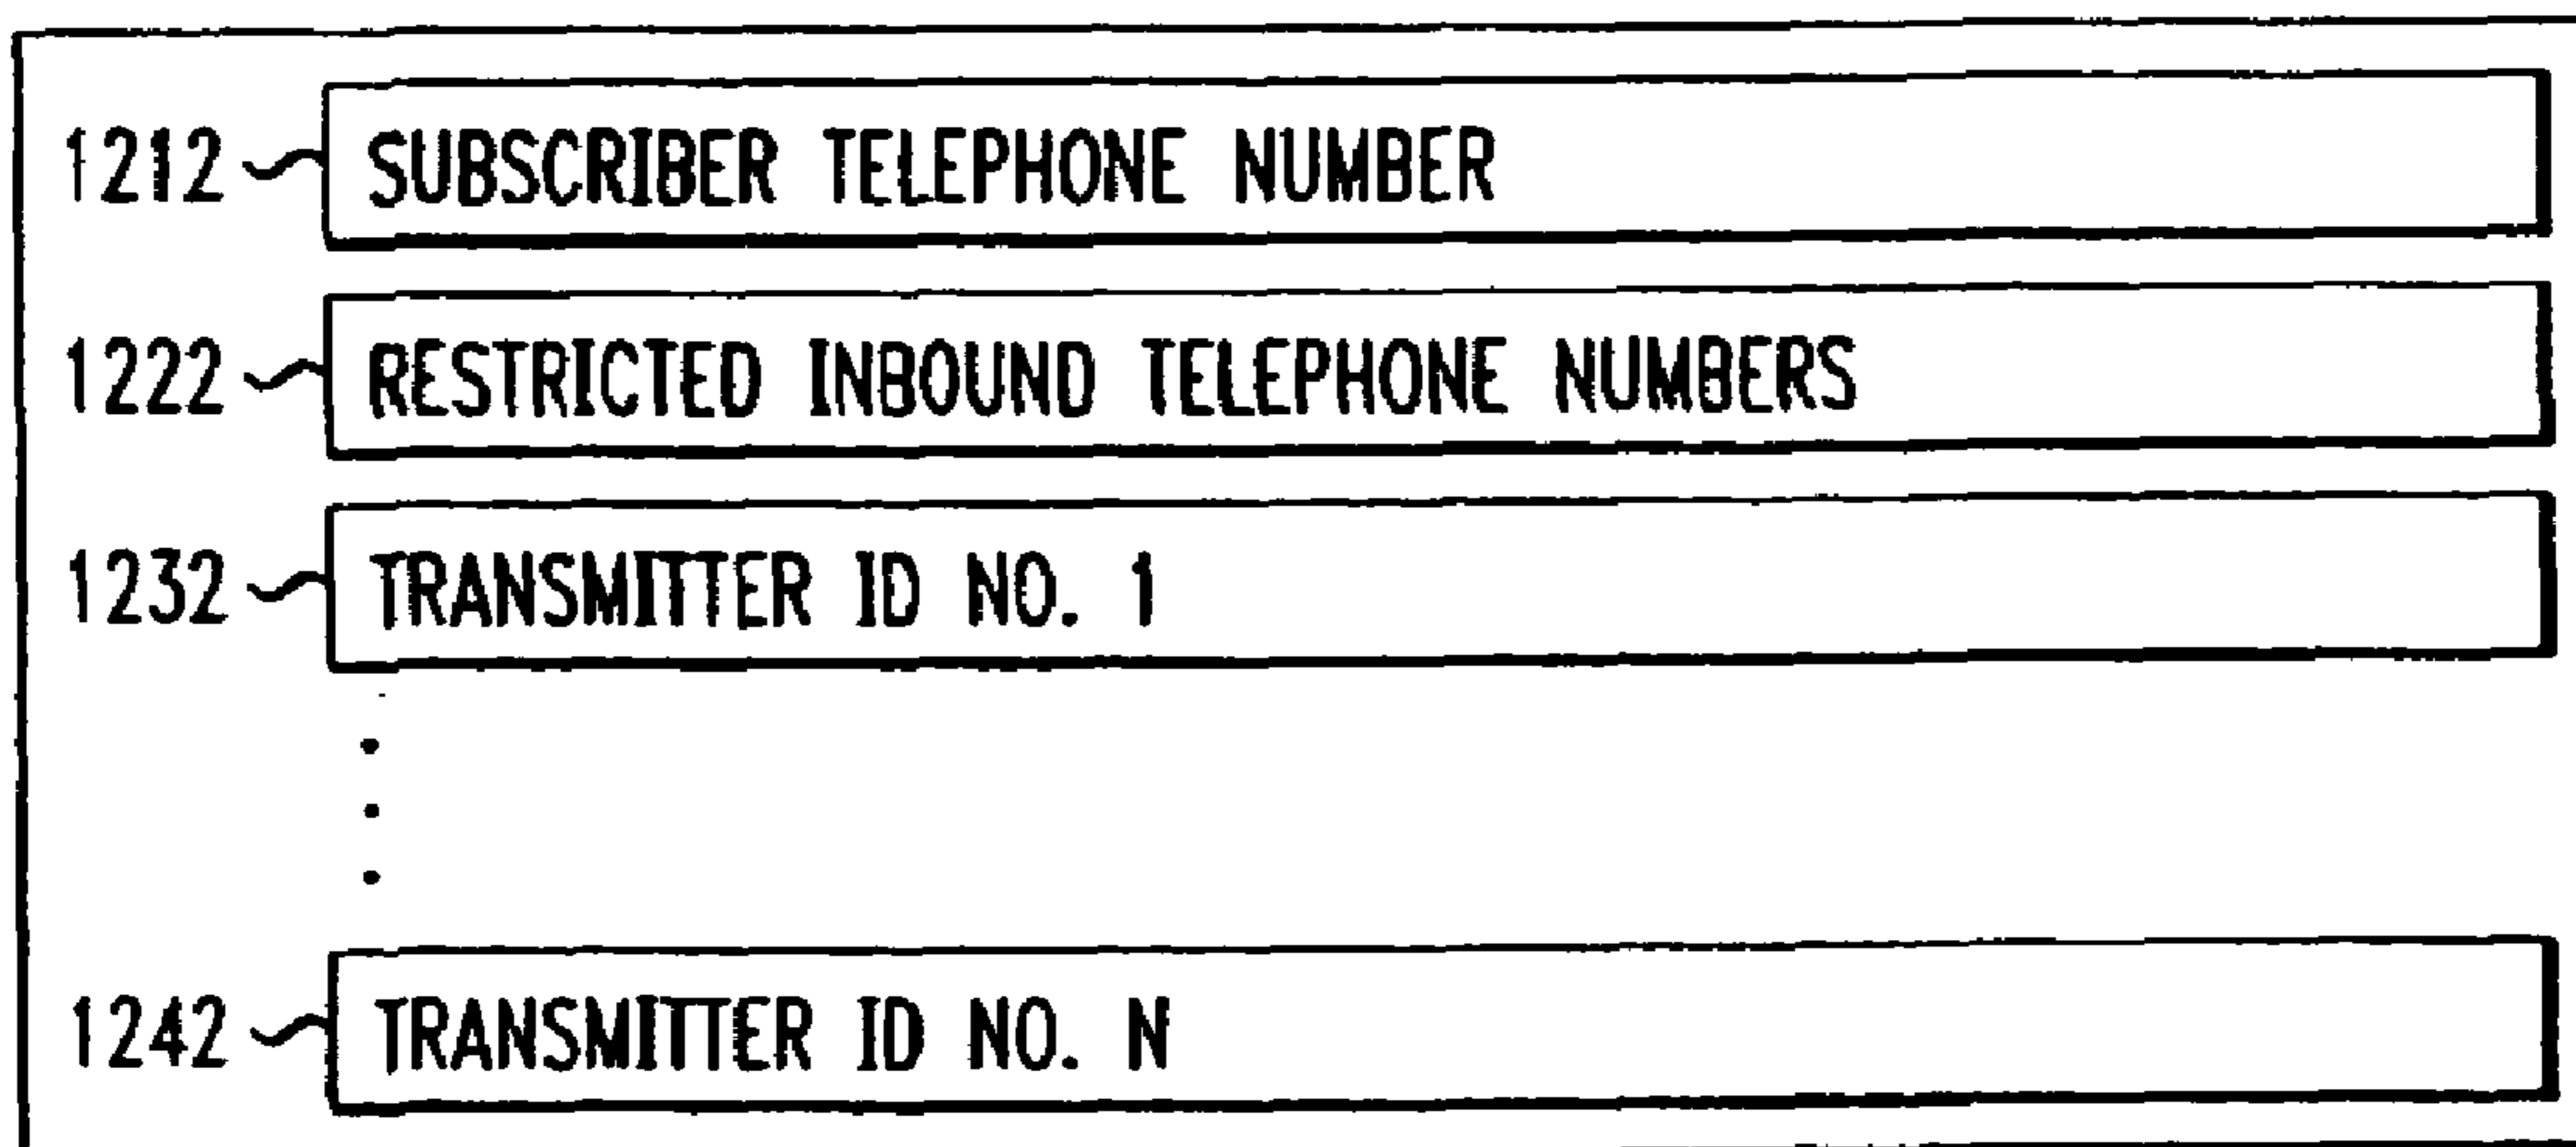 1212 SUBSCRIBER TELEPHONE NUMBER
1222 RESTRICTED INBOUND TELEPHONE NUMBERS
1232 TRANSMITTER ID NO. 1
1242 TRANSMITTER ID NO. N